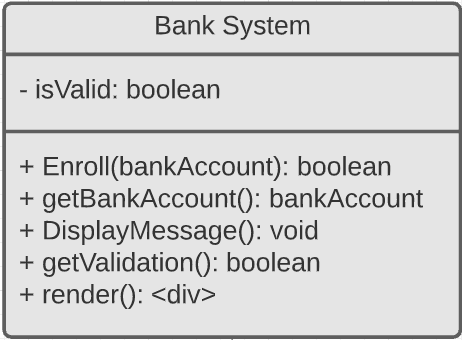 Bank System
- isValid: boolean
+ Enroll(bankAccount): boolean
+ getBankAccount(): bankAccount
+ DisplayMessage(): void
+ getValidation(): boolean
+ render(): <div>